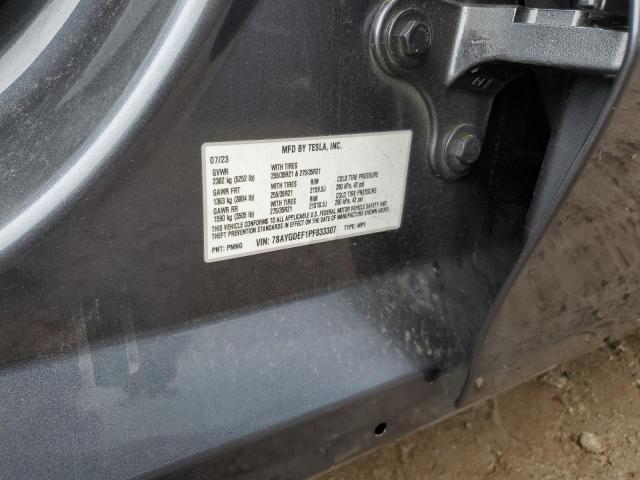 MFD BY TESLA, INC.
07/23
GVWR WITH TIRES
2382 kg (5252 lb) 255/35R21 & 275/35R21
GAWR FRT WITH TIRES RIM COLD TIRE PRESSURE
1363 kg (3004 lb) 255/35R21 21X9.5J 290 kPa, 42 psi
GAWR RR WITH TIRES RIM COLD TIRE PRESSURE
1590 kg (3505 lb) 275/35R21 21X10.5J 290 kPa, 42 psi
THIS VEHICLE CONFORMS TO ALL APPLICABLE U.S. FEDERAL MOTOR VEHICLE SAFETY AND
THEFT PREVENTION STANDARDS IN EFFECT ON THE DATE OF MANUFACTURE SHOWN ABOVE.
PNT: PMNG VIN: 7SAYGDEF1PF833307 TYPE: MPV